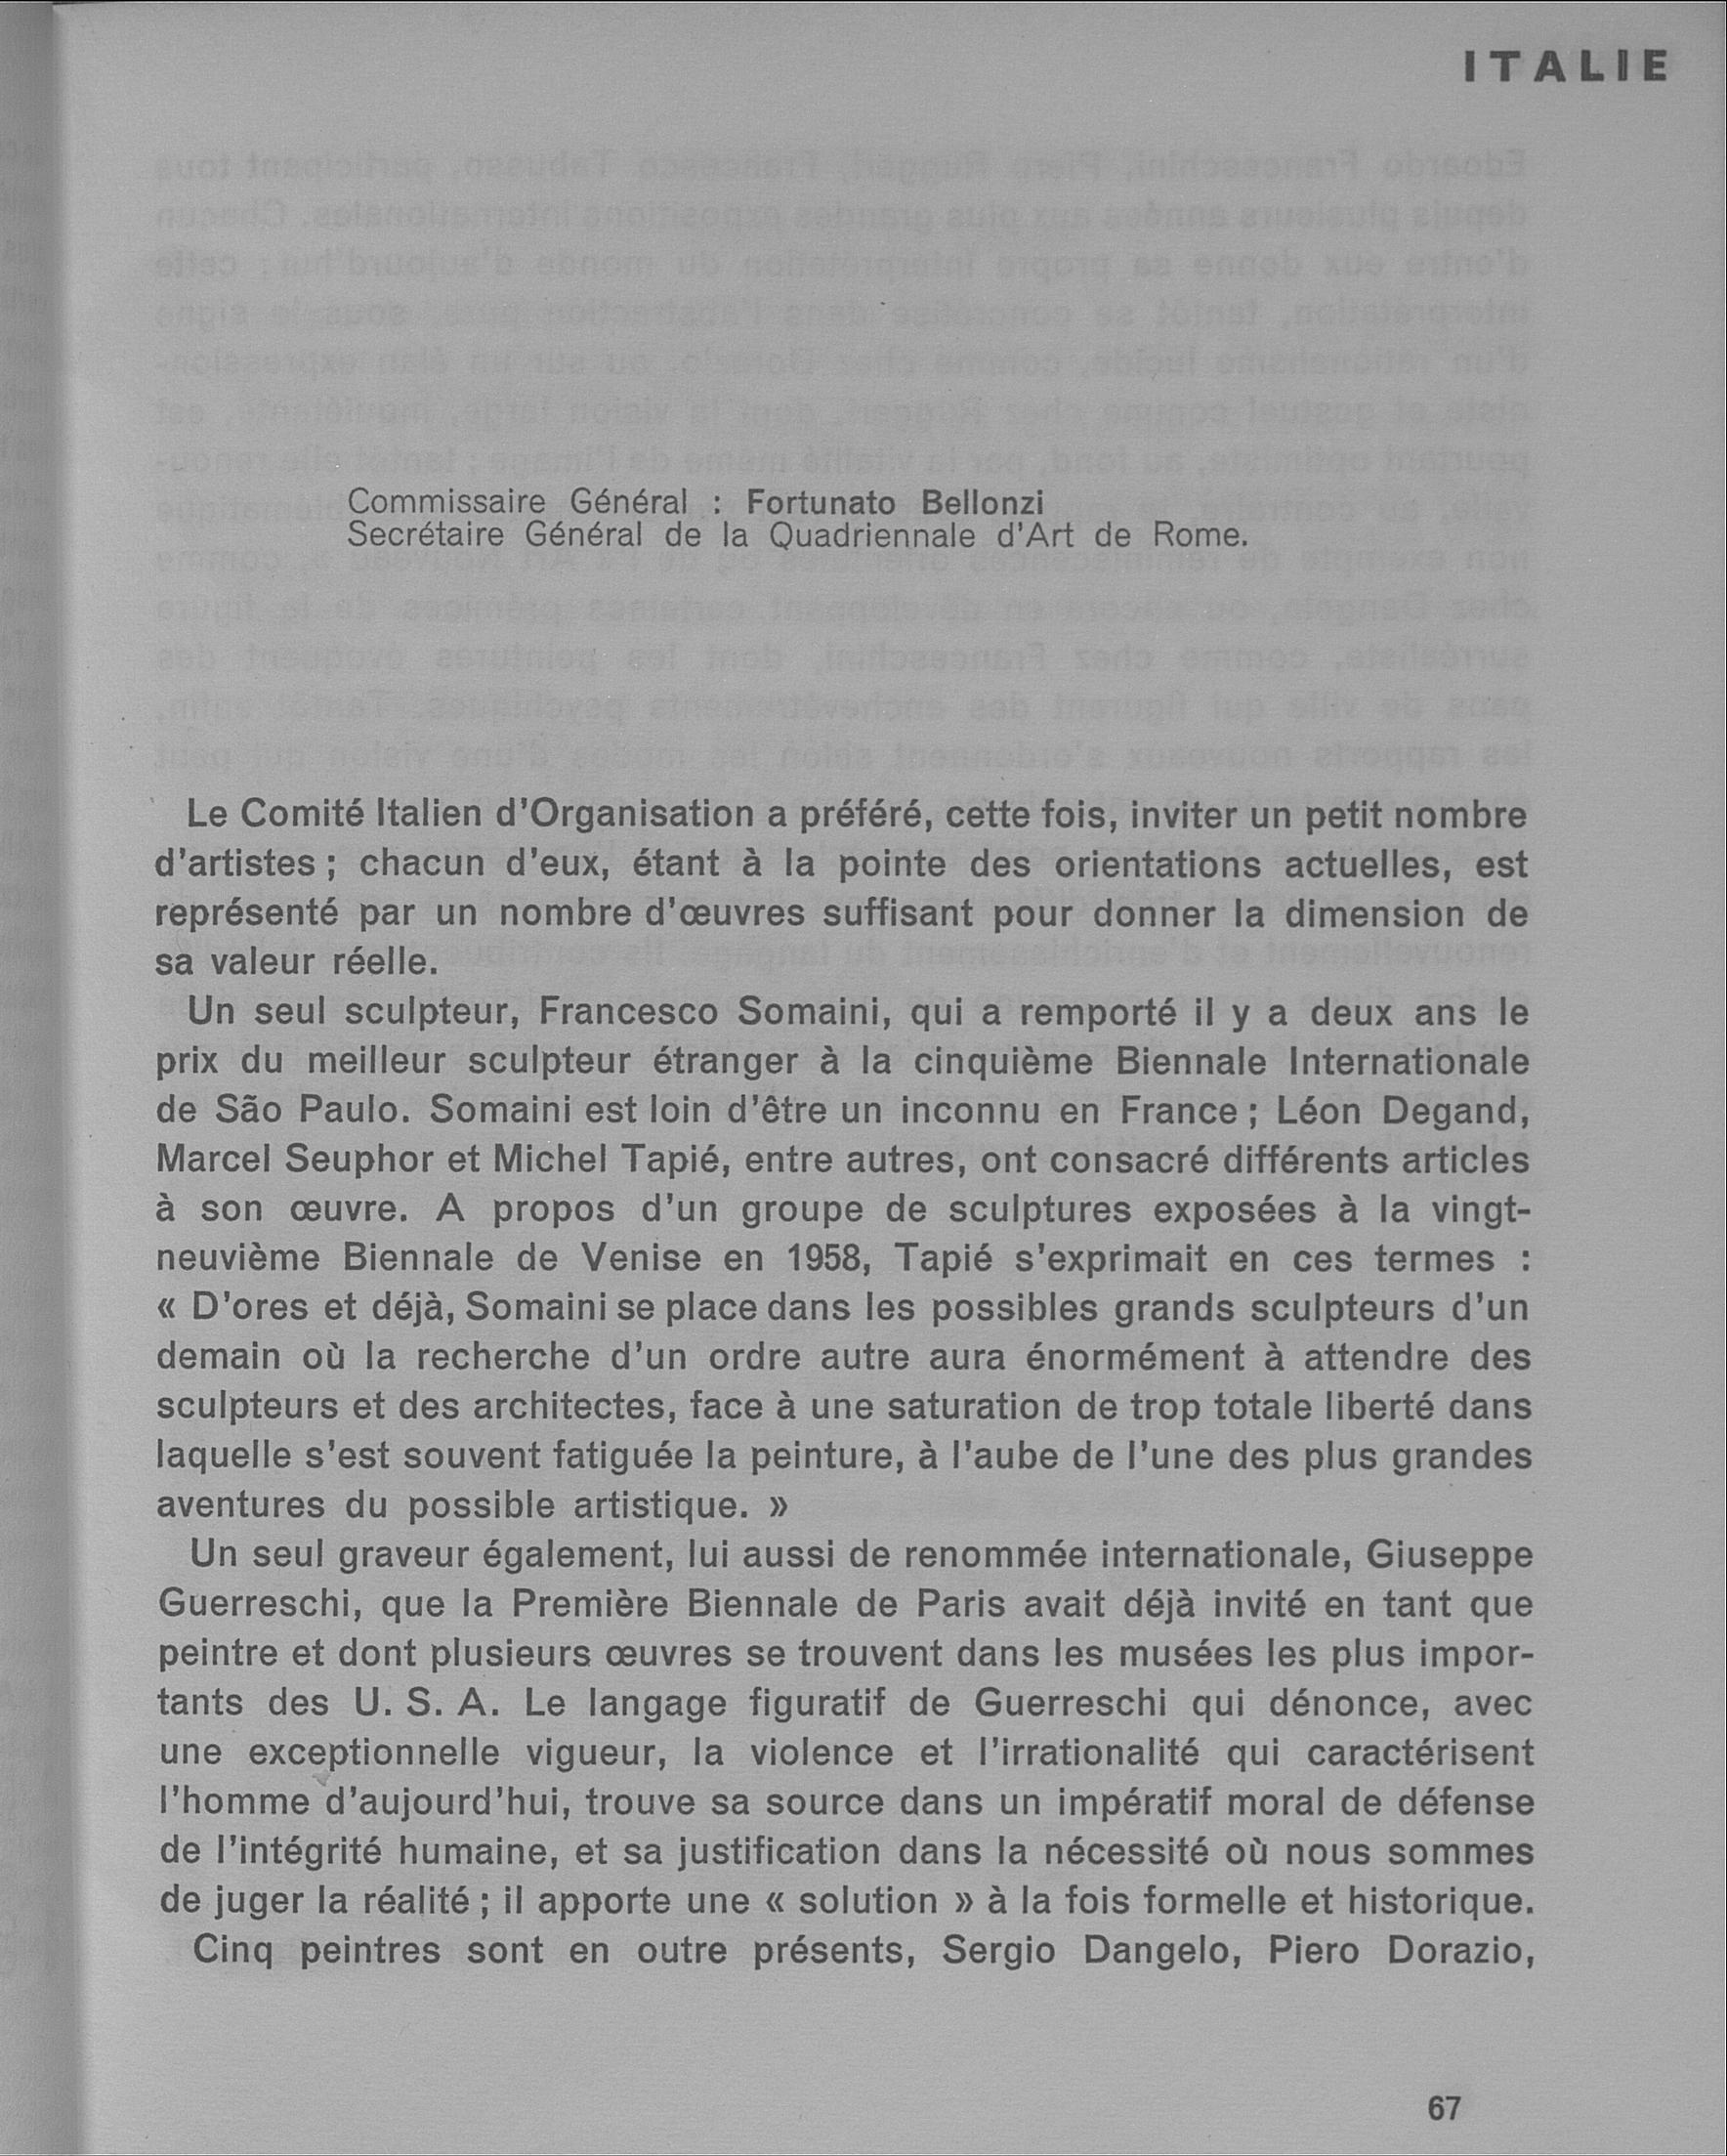 ITALIE
Commissaire Général : Fortunato Bellonzi
Secrétaire Général de la Quadriennale d'Art de Rome.
Le Comité Italien d'Organisation a préféré, cette fois, inviter un petit nombre
d'artistes ; chacun d'eux, étant à la pointe des orientations actuelles, est
représenté par un nombre d'œuvres suffisant pour donner la dimension de
sa valeur réelle.
Un seul sculpteur, Francesco Somaini, qui a remporté il y a deux ans le
prix du meilleur sculpteur étranger à la cinquième Biennale Internationale
de São Paulo. Somaini est loin d'être un inconnu en France ; Léon Degand,
Marcel Seuphor et Michel Tapié, entre autres, ont consacré différents articles
à son œuvre. A propos d'un groupe de sculptures exposées à la vingt-
neuvième Biennale de Venise en 1958, Tapié s'exprimait en ces termes :
« D'ores et déjà, Somaini se place dans les possibles grands sculpteurs d'un
demain où la recherche d'un ordre autre aura énormément à attendre des
sculpteurs et des architectes, face à une saturation de trop totale liberté dans
laquelle s'est souvent fatiguée la peinture, à l'aube de l'une des plus grandes
aventures du possible artistique. »
Un seul graveur également, lui aussi de renommée internationale, Giuseppe
Guerreschi, que la Première Biennale de Paris avait déjà invité en tant que
peintre et dont plusieurs œuvres se trouvent dans les musées les plus impor-
tants des U. S. A. Le langage figuratif de Guerreschi qui dénonce, avec
une exceptionnelle vigueur, la violence et l'irrationalité qui caractérisent
l'homme d'aujourd'hui, trouve sa source dans un impératif moral de défense
de l'intégrité humaine, et sa justification dans la nécessité où nous sommes
de juger la réalité ; il apporte une « solution » à la fois formelle et historique.
Cinq peintres sont en outre présents, Sergio Dangelo, Piero Dorazio,
67